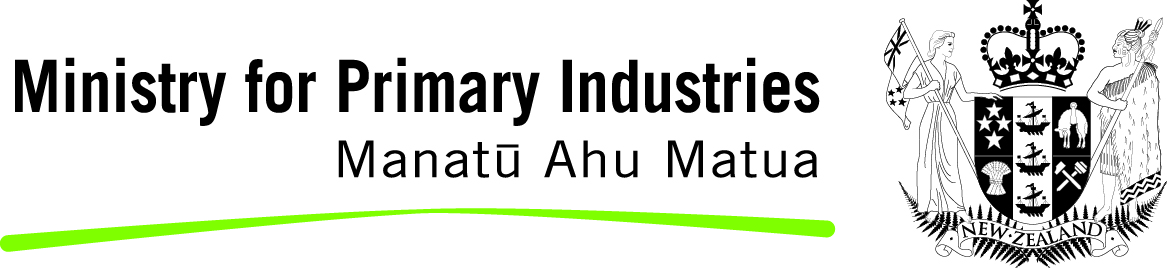 Ministry for Primary Industries
Manatū Ahu Matua
NEW·ZEALAND